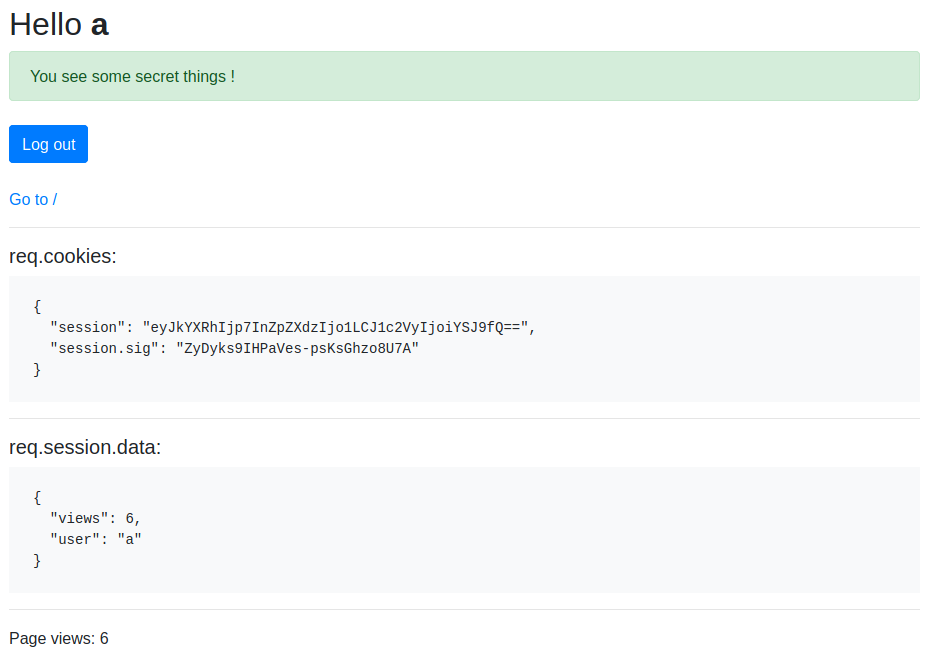 Hello a
You see some secret things !
Log out
Go to /
req.cookies:
{
  "session": "eyJkYXRhIjp7InZpZXdzIjo1LCJ1c2VyIjoiYSJ9fQ==",
  "session.sig": "ZyDyks9IHPaVes-psKsGhzo8U7A"
}
req.session.data:
{
  "views": 6,
  "user": "a"
}
Page views: 6